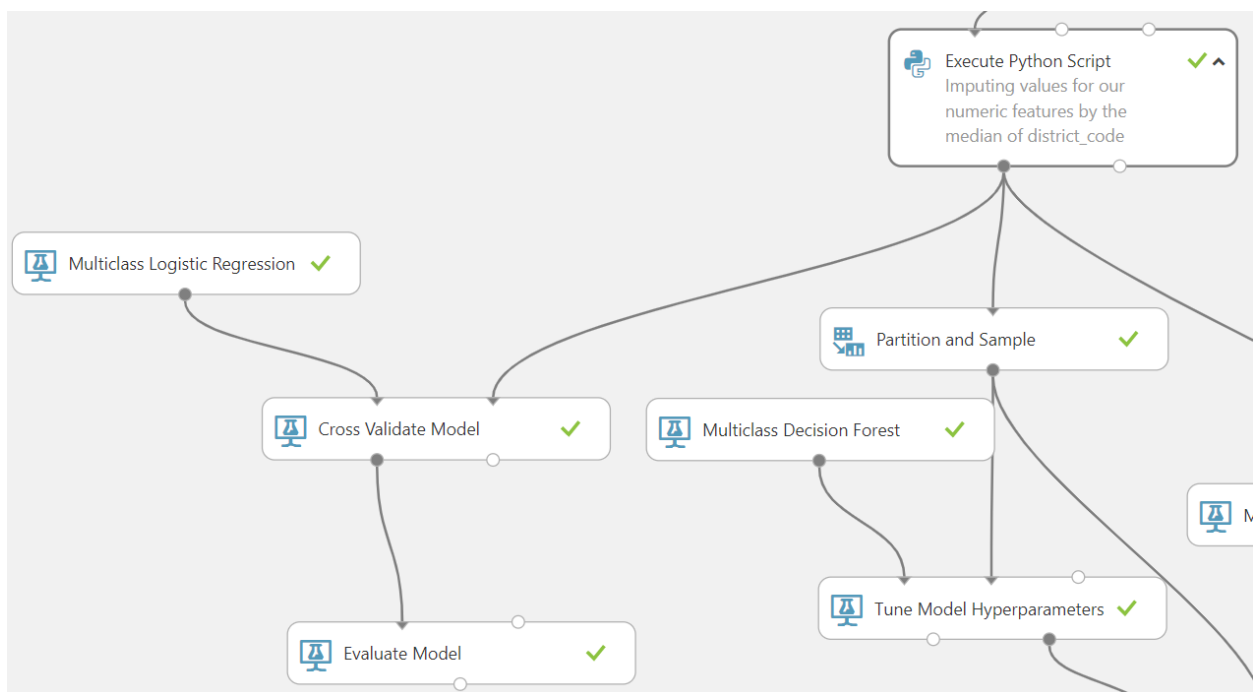 Execute Python Script
Imputing values for our
numeric features by the
median of district_code
Multiclass Logistic Regression
Partition and Sample
Cross Validate Model
Multiclass Decision Forest
M
Tune Model Hyperparameters
Evaluate Model